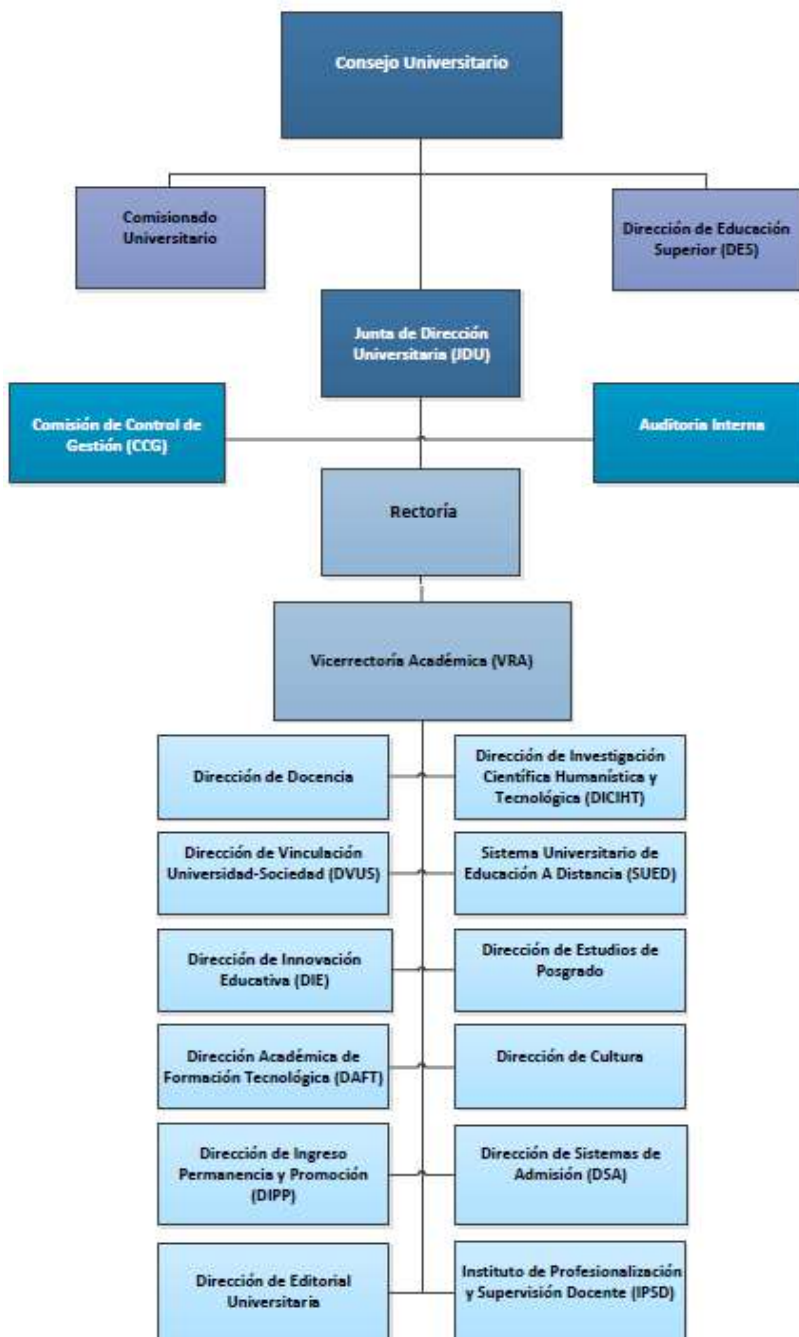 Consejo Universitario
Comisionado
Universitario
Dirección de Educación
Superior (DES)
Junta de Dirección
Universitaria (JDU)
Comisión de Control de
Gestión (CCG)
Auditoria Interna
Rectoría
Vicerrectoría Académica (VRA)
Dirección de Docencia
Dirección de Investigación
Científica Humanística y
Tecnológica (DICIHT)
Dirección de Vinculación
Universidad-Sociedad (DVUS)
Sistema Universitario de
Educación A Distancia (SUED)
Dirección de Innovación
Educativa (DIE)
Dirección de Estudios de
Posgrado
Dirección Académica de
Formación Tecnológica (DAFT)
Dirección de Cultura
Dirección de Ingreso
Permanencia y Promoción
(DIPP)
Dirección de Sistemas de
Admisión (DSA)
Dirección de Editorial
Universitaria
Instituto de Profesionalización
y Supervisión Docente (IPSD)